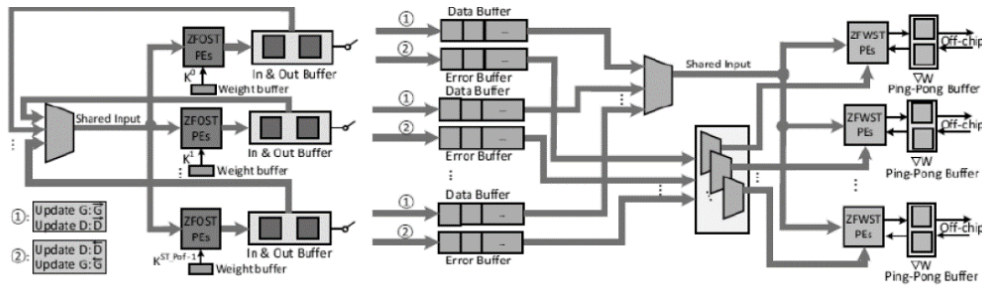 ZFOST
PEs
K0
Weight buffer
In & Out Buffer
Shared Input
ZFOST
PEs
K1
Weight buffer
In & Out Buffer
ZFOST
PEs
KST_Pof-1
Weight buffer
In & Out Buffer
①: Update G: G
Update D: D
②: Update D: D
Update G: G
①
Data Buffer
...
②
...
Error Buffer
Data Buffer
①
...
②
...
Error Buffer
Data Buffer
①
...
②
...
Error Buffer
Shared Input
ZFWST
PEs
Off-chip
∇W
Ping-Pong Buffer
ZFWST
PEs
Off-chip
∇W
Ping-Pong Buffer
ZFWST
PEs
Off-chip
∇W
Ping-Pong Buffer